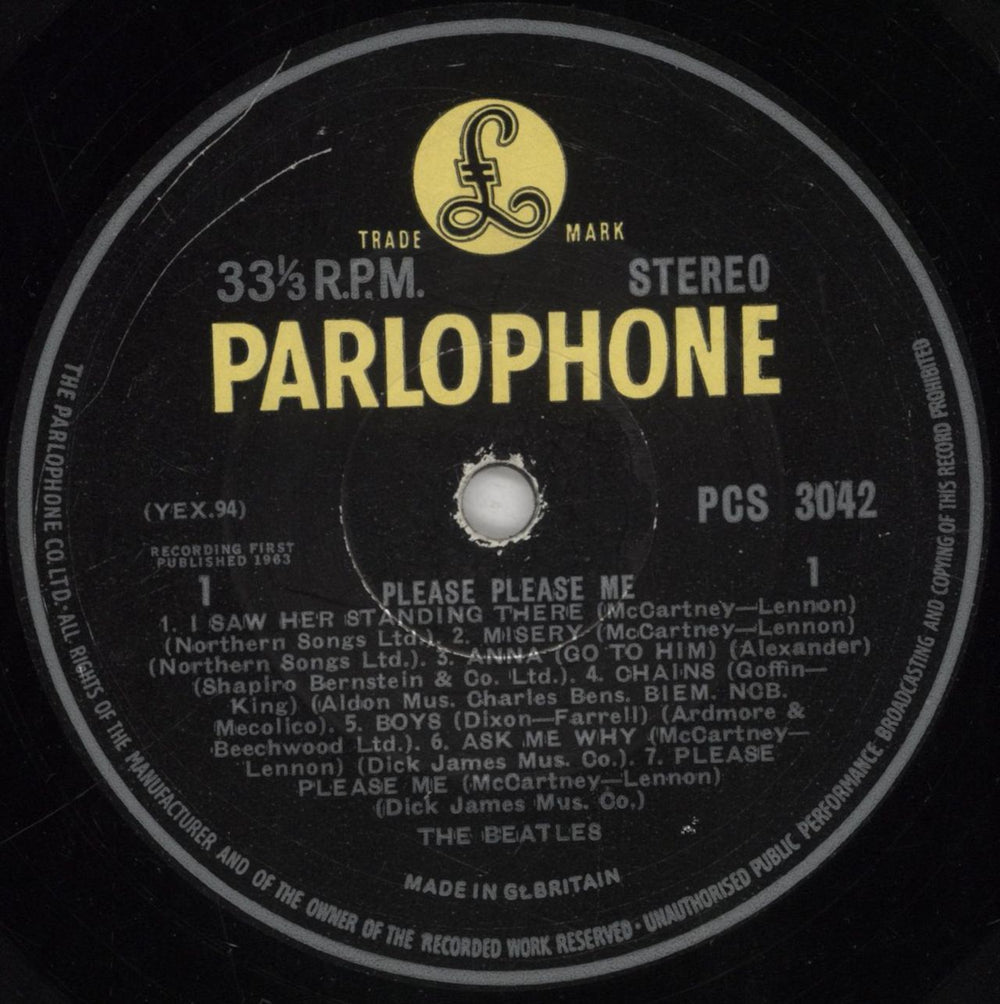 £
TRADE MARK
33⅓ R.P.M. STEREO
PARLOPHONE
(YEX.94) PCS 3042
RECORDING FIRST
PUBLISHED 1963
1 1
PLEASE PLEASE ME
1. I SAW HER STANDING THERE (McCartney—Lennon)
(Northern Songs Ltd.). 2. MISERY (McCartney—Lennon)
(Northern Songs Ltd.). 3. ANNA (GO TO HIM) (Alexander)
(Shapiro Bernstein & Co. Ltd.). 4. CHAINS (Goffin—
King) (Aldon Mus. Charles Bens. BIEM. NCB.
Mecolico). 5. BOYS (Dixon—Farrell) (Ardmore &
Beechwood Ltd.). 6. ASK ME WHY (McCartney—
Lennon) (Dick James Mus. Co.). 7. PLEASE
PLEASE ME (McCartney—Lennon)
(Dick James Mus. Co.)
THE BEATLES
MADE IN Gt.BRITAIN
THE PARLOPHONE CO.LTD·ALL RIGHTS OF THE MANUFACTURER AND OF THE OWNER OF THE RECORDED WORK RESERVED·UNAUTHORISED PUBLIC PERFORMANCE BROADCASTING AND COPYING OF THIS RECORD PROHIBITED